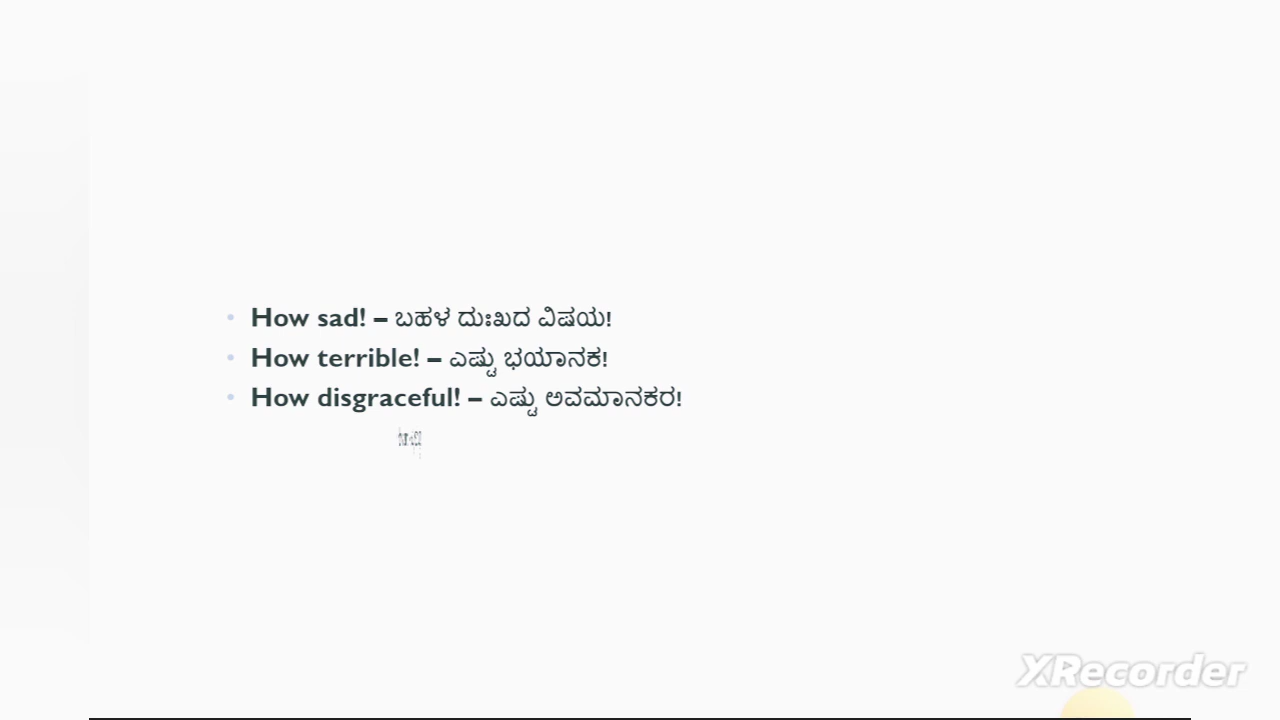 How sad! – ಬಹಳ ದುಃಖದ ವಿಷಯ!
How terrible! – ಎಷ್ಟು ಭಯಾನಕ!
How disgraceful! – ಎಷ್ಟು ಅವಮಾನಕರ!
XRecorder